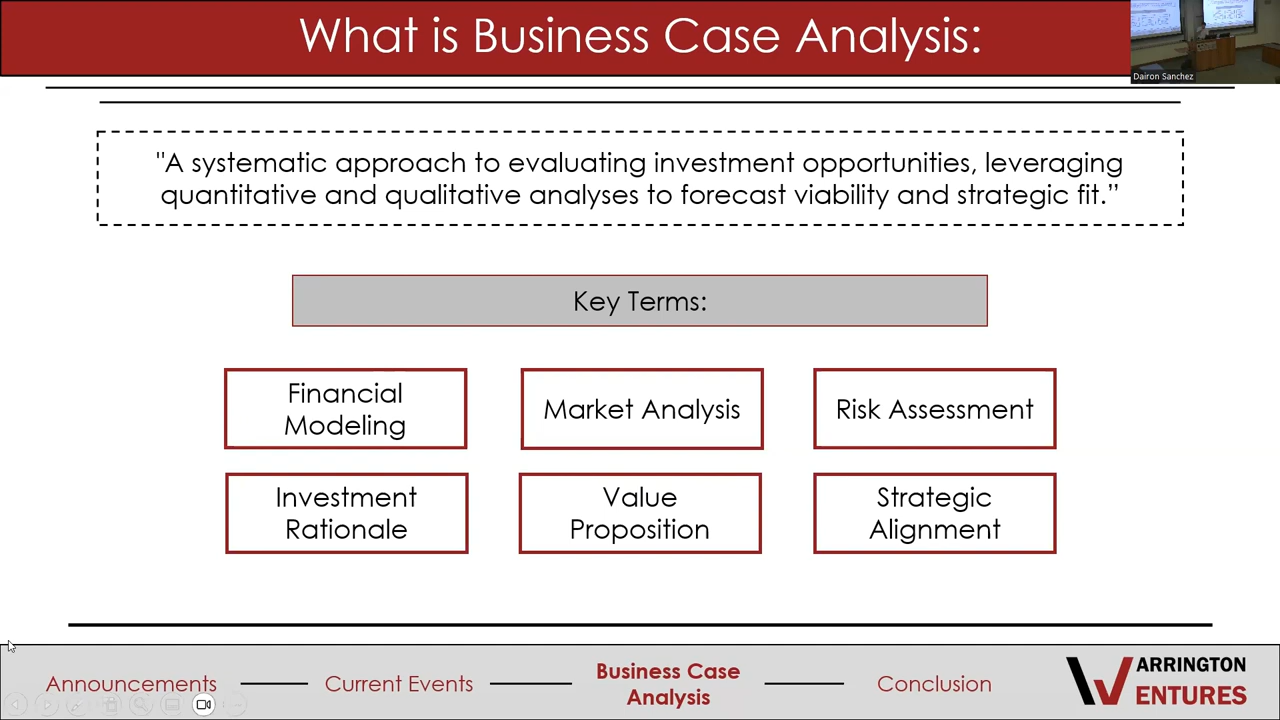 What is Business Case Analysis:
Dairon Sanchez
"A systematic approach to evaluating investment opportunities, leveraging
quantitative and qualitative analyses to forecast viability and strategic fit.”
Key Terms:
Financial
Modeling
Market Analysis
Risk Assessment
Investment
Rationale
Value
Proposition
Strategic
Alignment
Announcements
Current Events
Business Case
Analysis
Conclusion
WARRINGTON
VENTURES